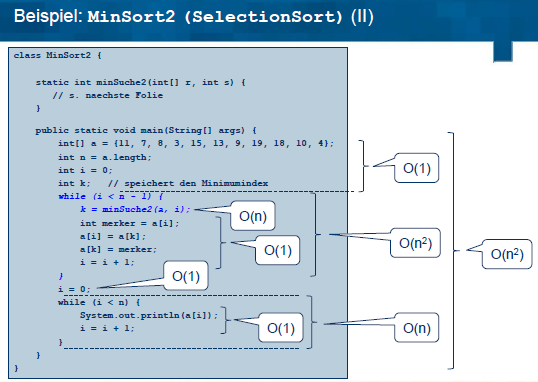 Beispiel: MinSort2 (SelectionSort) (II)
class MinSort2 {
static int minSuche2(int[] r, int s) {
// s. naechste Folie
}
public static void main(String[] args) {
int[] a = {11, 7, 8, 3, 15, 13, 9, 19, 18, 10, 4};
int n = a.length;
int i = 0;
int k; // speichert den Minimumindex
while (i < n - 1) {
k = minSuche2(a, i);
int merker = a[i];
a[i] = a[k];
a[k] = merker;
i = i + 1;
}
i = 0;
while (i < n) {
System.out.println(a[i]);
i = i + 1;
}
}
}
O(1)
O(n)
O(1)
O(n²)
O(n²)
O(1)
O(1)
O(n)